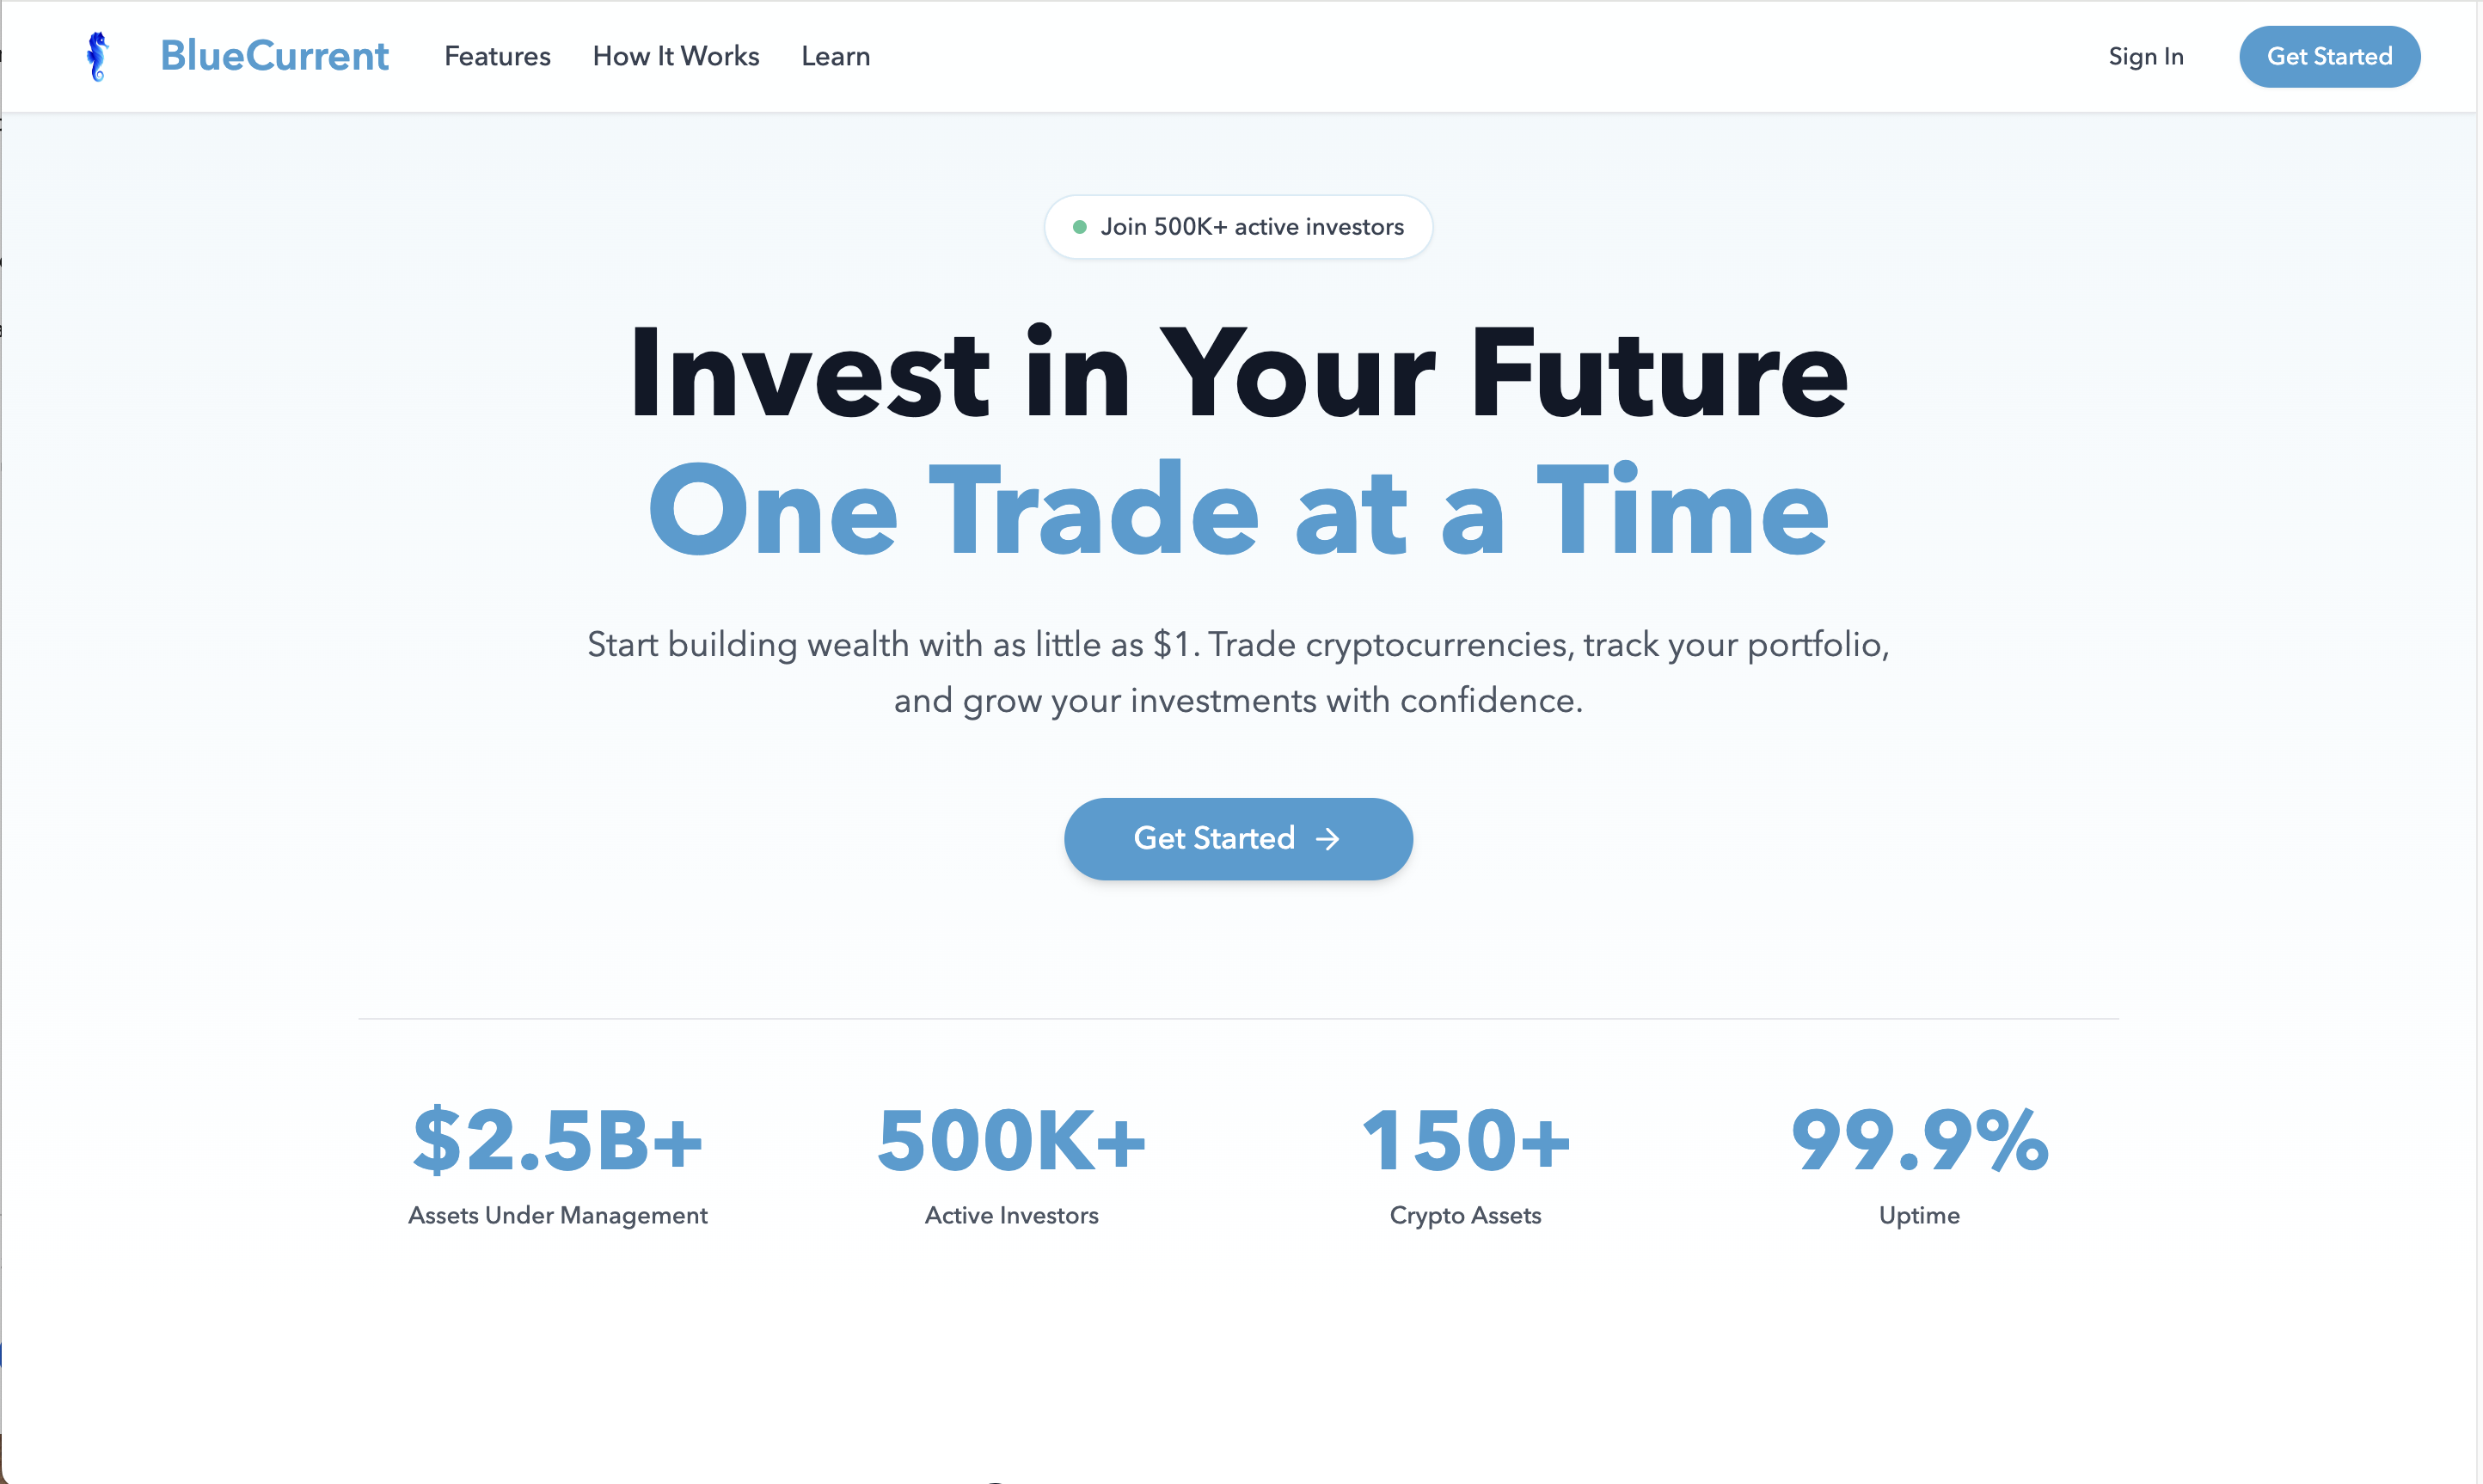 BlueCurrent Features How It Works Learn Sign In Get Started
Join 500K+ active investors
Invest in Your Future
One Trade at a Time
Start building wealth with as little as $1. Trade cryptocurrencies, track your portfolio,
and grow your investments with confidence.
Get Started →
$2.5B+ 500K+ 150+ 99.9%
Assets Under Management Active Investors Crypto Assets Uptime